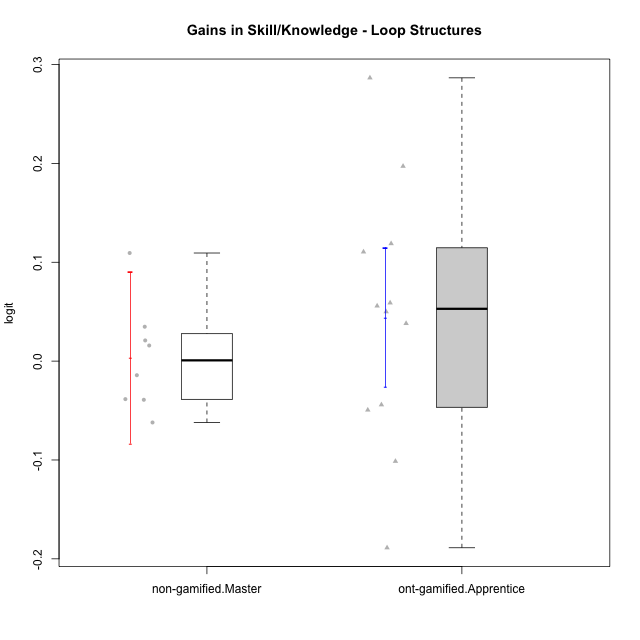 Gains in Skill/Knowledge - Loop Structures
logit
0.3
0.2
0.1
0.0
-0.1
-0.2
non-gamified.Master
ont-gamified.Apprentice